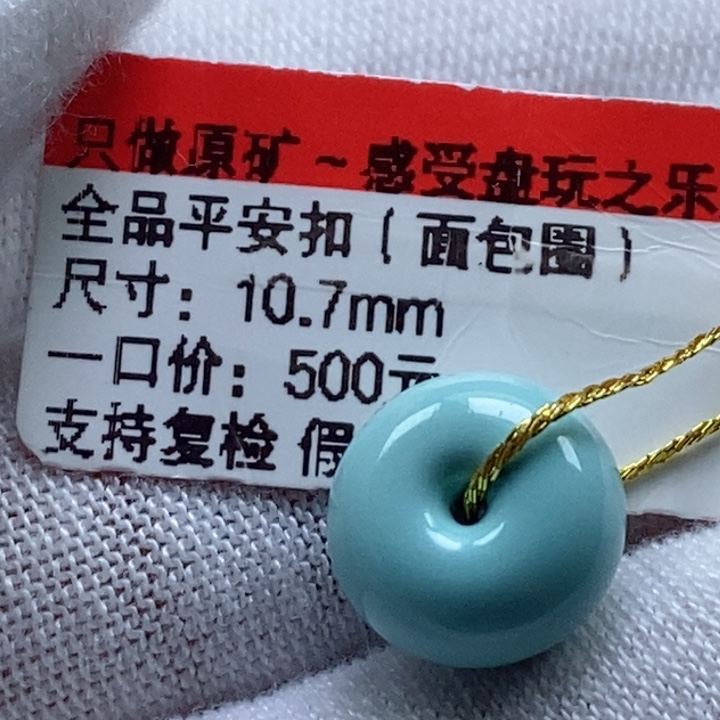 只做原矿~感受盘玩之乐
全品平安扣(面包圈)
尺寸:10.7mm
一口价:500元
支持复检 假